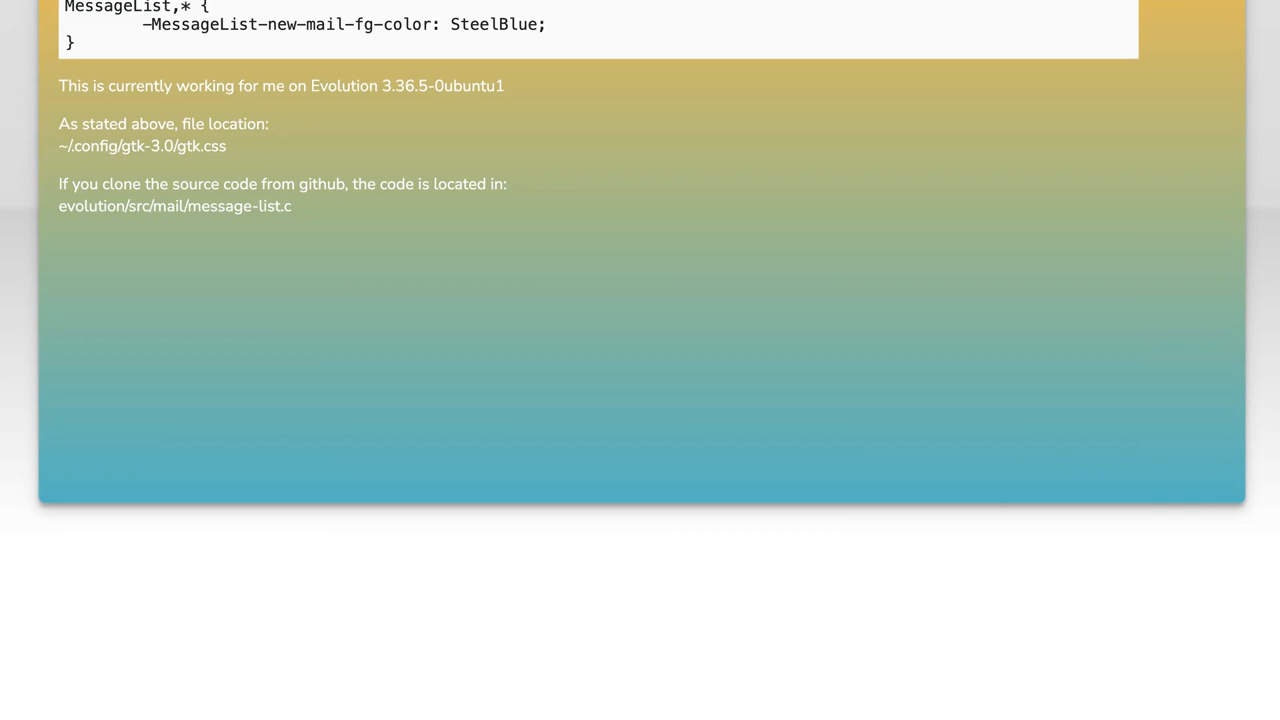 MessageList,* {
        -MessageList-new-mail-fg-color: SteelBlue;
}
This is currently working for me on Evolution 3.36.5-0ubuntu1
As stated above, file location:
~/.config/gtk-3.0/gtk.css
If you clone the source code from github, the code is located in:
evolution/src/mail/message-list.c